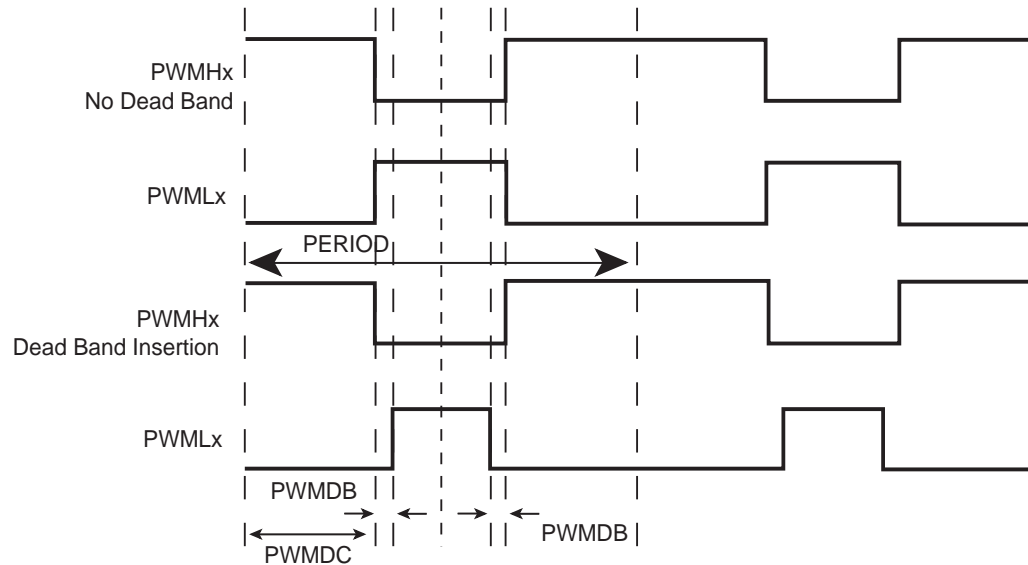 PWMHx
No Dead Band
PWMLx
PERIOD
PWMHx
Dead Band Insertion
PWMLx
PWMDB
PWMDB
PWMDC